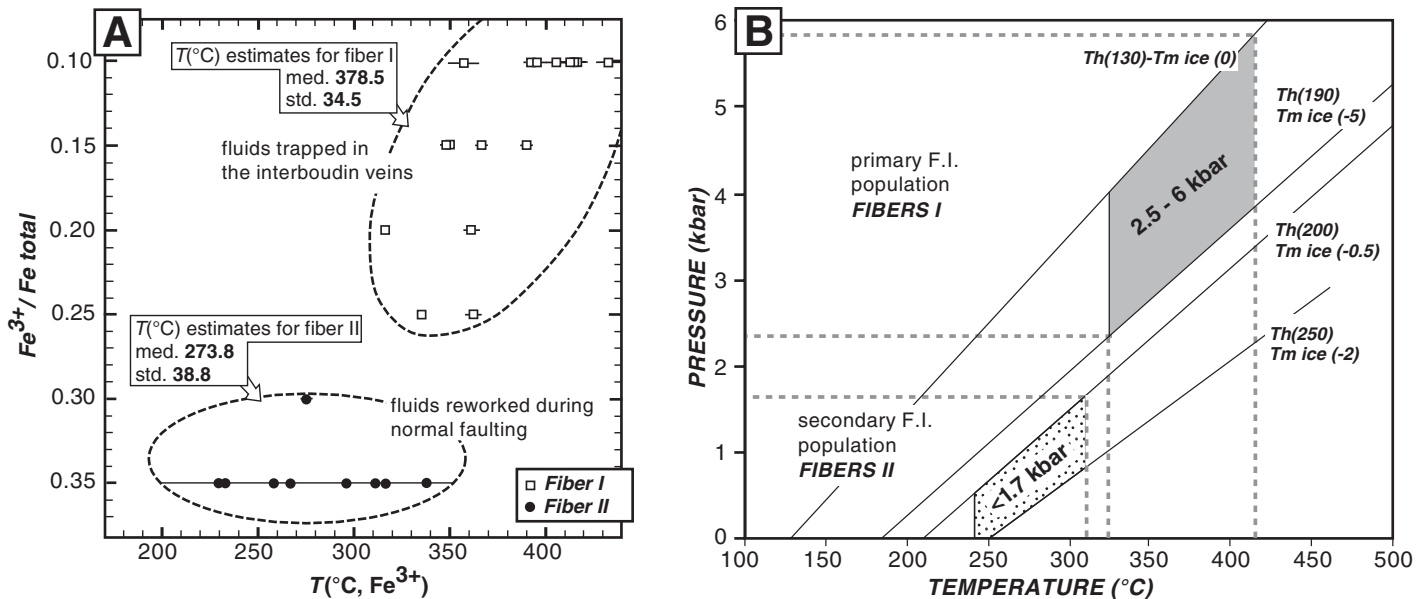 A
T(°C) estimates for fiber I
med. 378.5
std. 34.5
fluids trapped in
the interboudin veins
T(°C) estimates for fiber II
med. 273.8
std. 38.8
fluids reworked during
normal faulting
Fiber I
Fiber II
0.10
0.15
0.20
0.25
0.30
0.35
Fe3+/ Fe total
200
250
300
350
400
T(°C, Fe3+)
B
6
5
4
3
2
1
0
PRESSURE (kbar)
Th(130)-Tm ice (0)
Th(190)
Tm ice (-5)
primary F.I.
population
FIBERS I
2.5 - 6 kbar
Th(200)
Tm ice (-0.5)
Th(250)
Tm ice (-2)
secondary F.I.
population
FIBERS II
<1.7 kbar
100
150
200
250
300
350
400
450
500
TEMPERATURE (°C)